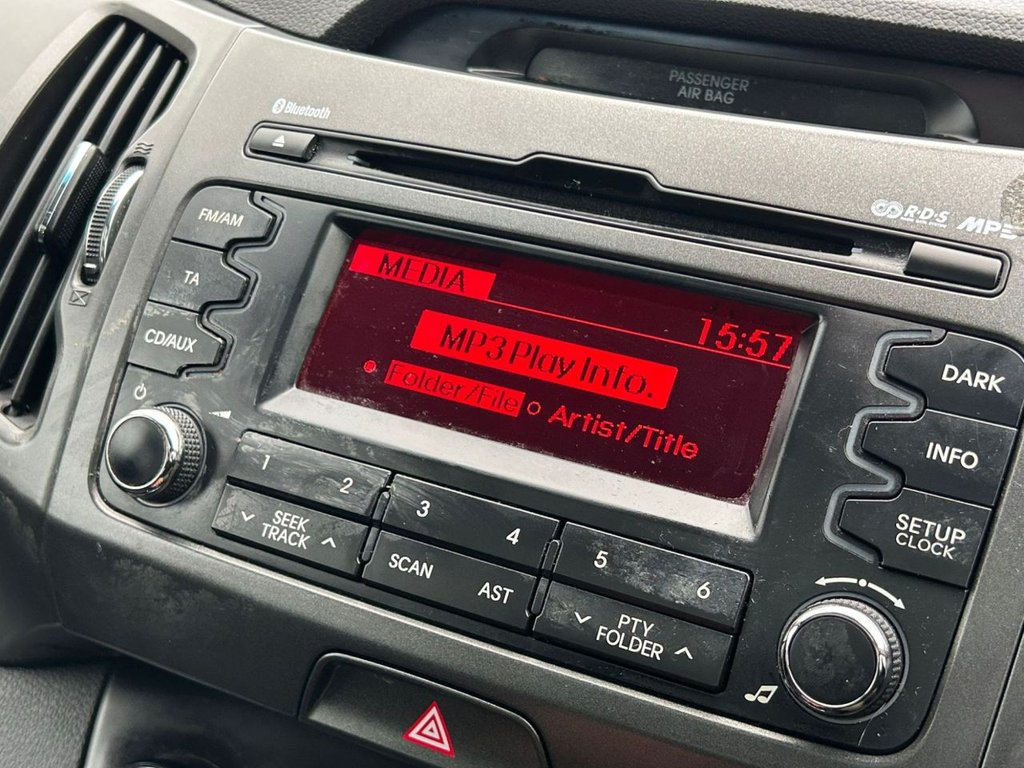 PASSENGER
AIR BAG
Bluetooth
R·D·S
MP3
FM/AM
TA
CD/AUX
MEDIA
15:57
MP3 Play Info.
Folder/File
Artist/Title
DARK
INFO
SETUP
CLOCK
1 2
3 4
5 6
SEEK
TRACK
SCAN
AST
PTY
FOLDER